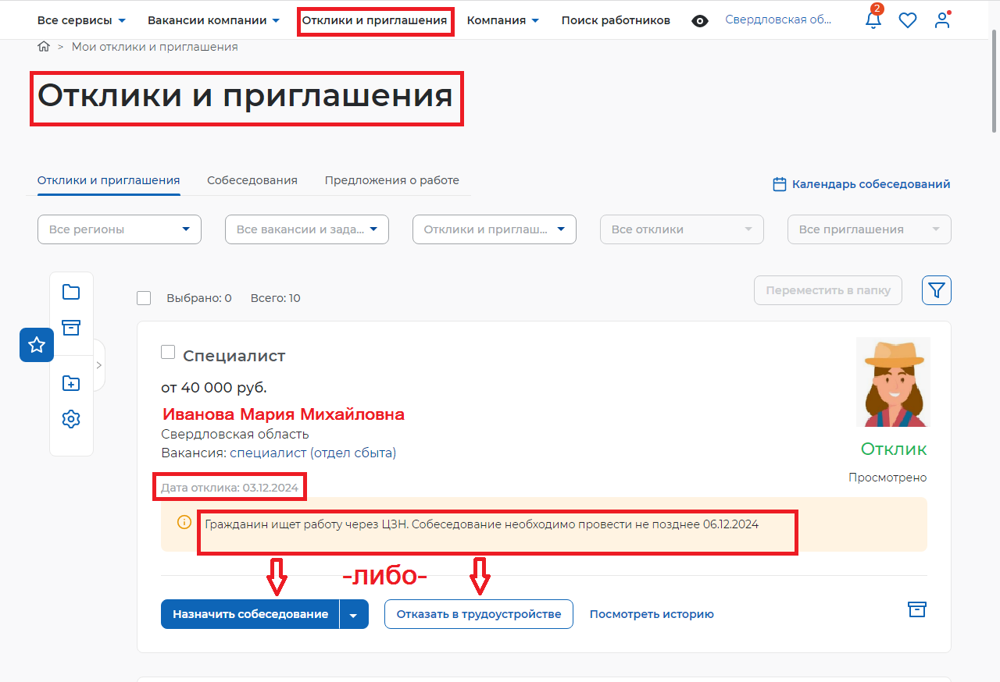 Все сервисы Вакансии компании Отклики и приглашения Компания Поиск работников Свердловская об... 2
> Мои отклики и приглашения
Отклики и приглашения
Отклики и приглашения Собеседования Предложения о работе Календарь собеседований
Все регионы Все вакансии и зада... Отклики и приглаш... Все отклики Все приглашения
Выбрано: 0 Всего: 10 Переместить в папку
Специалист
от 40 000 руб.
Иванова Мария Михайловна
Свердловская область
Вакансия: специалист (отдел сбыта)
Отклик
Просмотрено
Дата отклика: 03.12.2024
Гражданин ищет работу через ЦЗН. Собеседование необходимо провести не позднее 06.12.2024
-либо-
Назначить собеседование Отказать в трудоустройстве Посмотреть историю